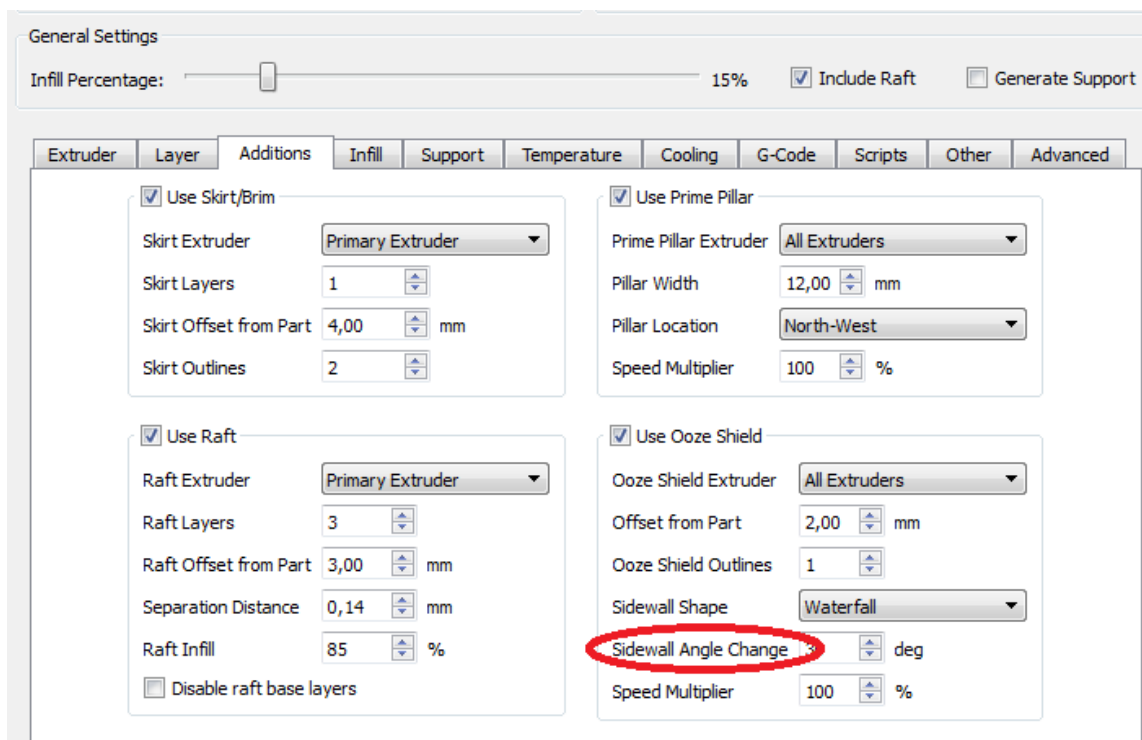 General Settings
Infill Percentage: 15% Include Raft Generate Support
Extruder Layer Additions Infill Support Temperature Cooling G-Code Scripts Other Advanced
Use Skirt/Brim
Skirt Extruder Primary Extruder
Skirt Layers 1
Skirt Offset from Part 4,00 mm
Skirt Outlines 2
Use Prime Pillar
Prime Pillar Extruder All Extruders
Pillar Width 12,00 mm
Pillar Location North-West
Speed Multiplier 100 %
Use Raft
Raft Extruder Primary Extruder
Raft Layers 3
Raft Offset from Part 3,00 mm
Separation Distance 0,14 mm
Raft Infill 85 %
Disable raft base layers
Use Ooze Shield
Ooze Shield Extruder All Extruders
Offset from Part 2,00 mm
Ooze Shield Outlines 1
Sidewall Shape Waterfall
Sidewall Angle Change deg
Speed Multiplier 100 %